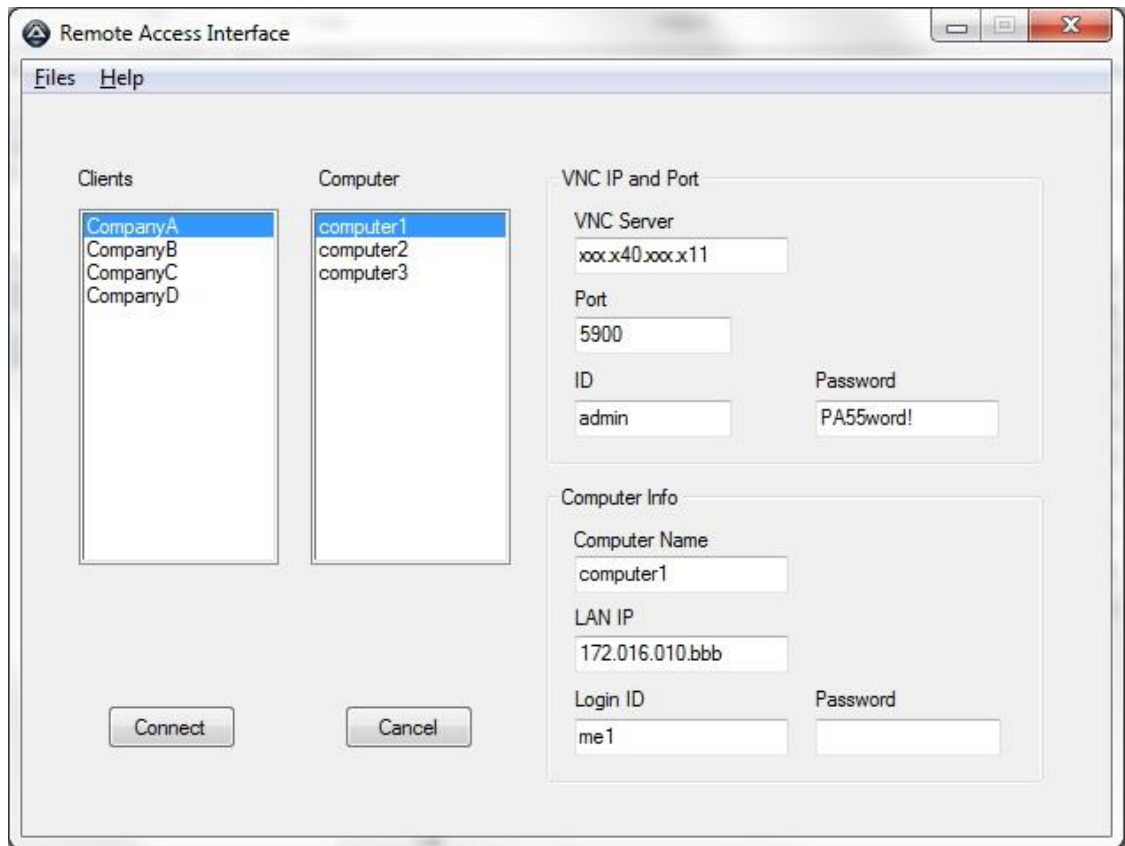 Remote Access Interface
Files Help
Clients
CompanyA
CompanyB
CompanyC
CompanyD
Computer
computer1
computer2
computer3
Connect
Cancel
VNC IP and Port
VNC Server
xxx.x40.xxx.x11
Port
5900
ID
admin
Password
PA55word!
Computer Info
Computer Name
computer1
LAN IP
172.016.010.bbb
Login ID
me1
Password